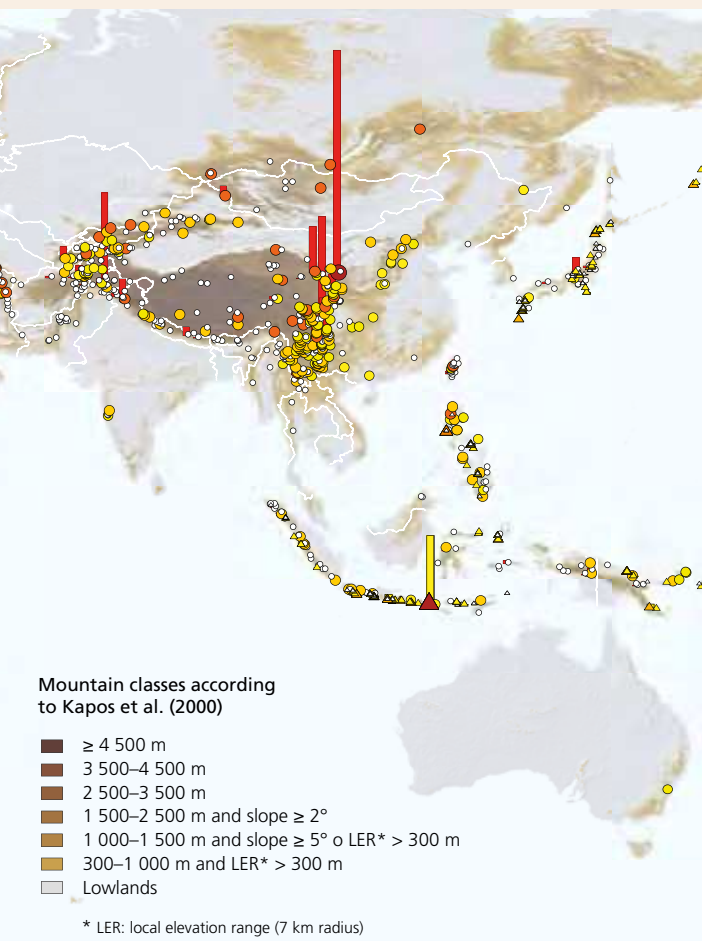 Mountain classes according
to Kapos et al. (2000)
≥ 4 500 m
3 500–4 500 m
2 500–3 500 m
1 500–2 500 m and slope ≥ 2°
1 000–1 500 m and slope ≥ 5° o LER* > 300 m
300–1 000 m and LER* > 300 m
Lowlands
* LER: local elevation range (7 km radius)